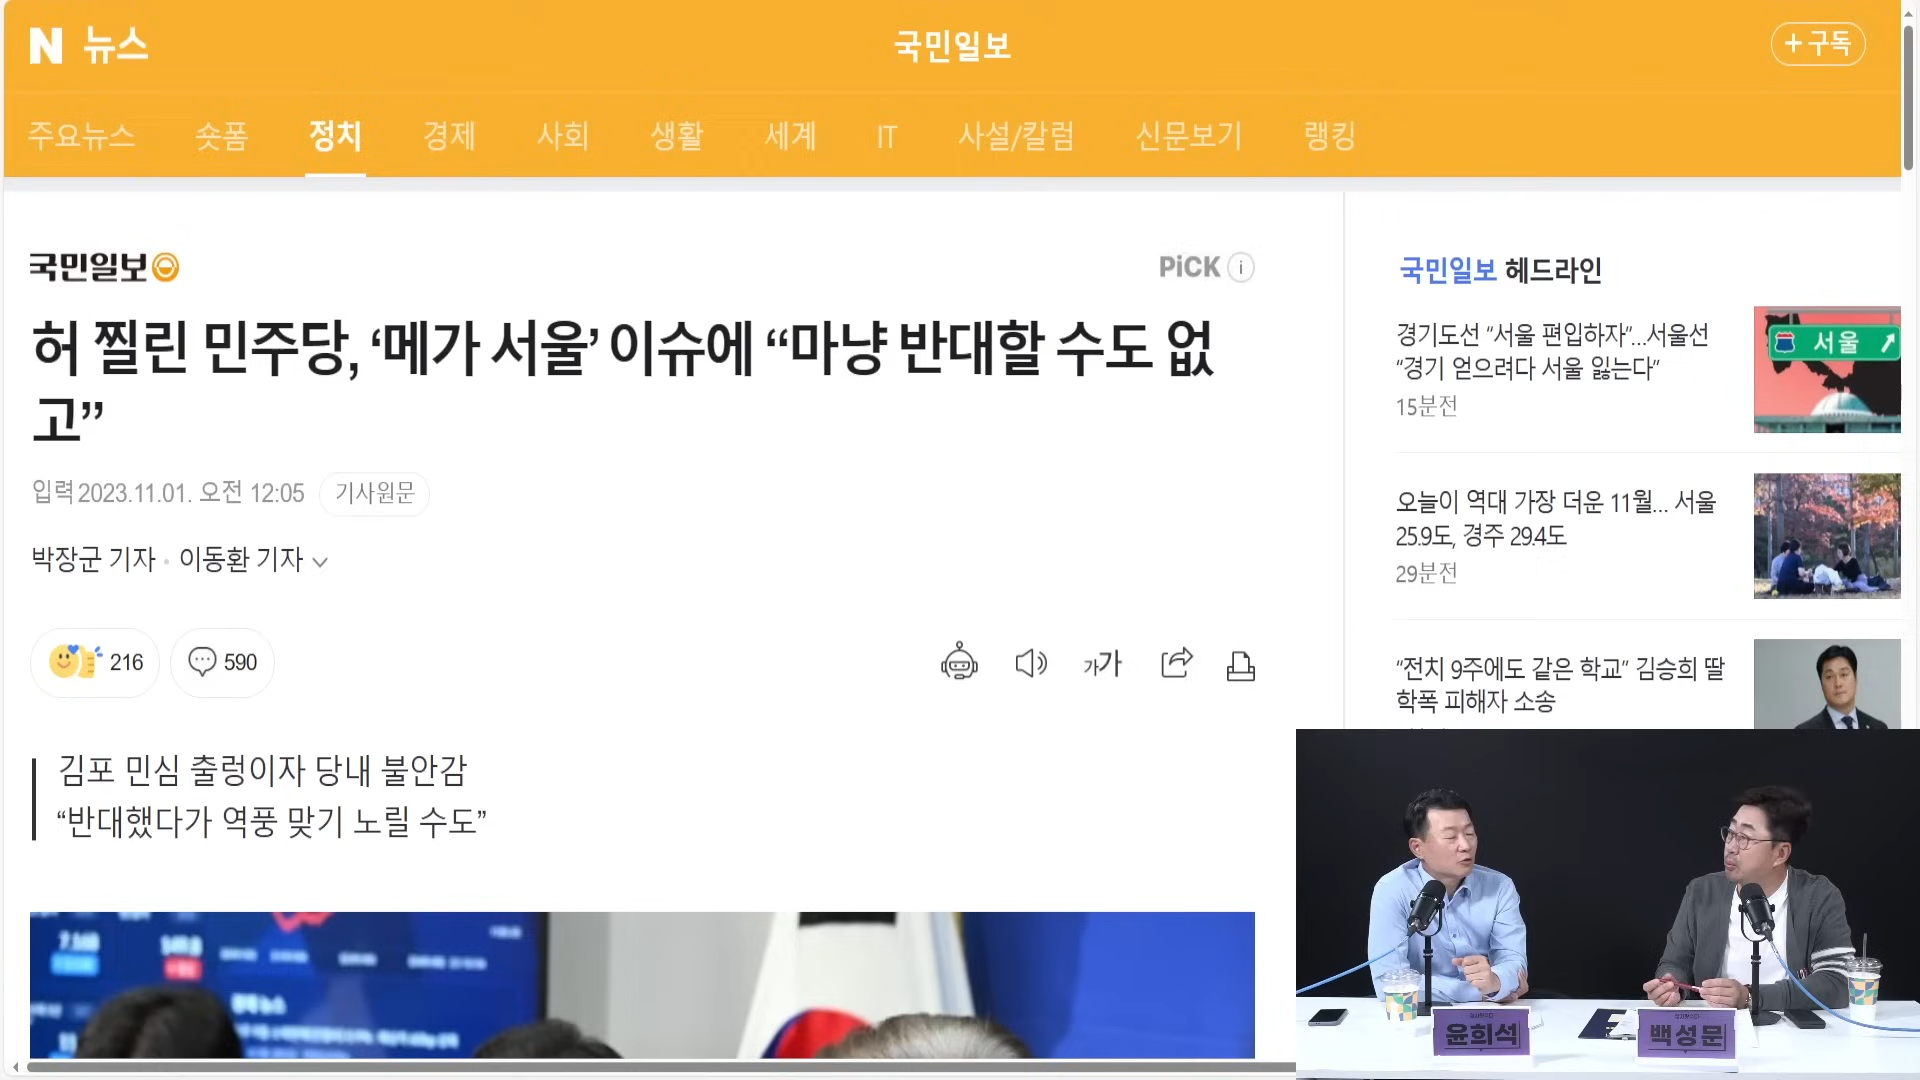 N 뉴스
국민일보
+ 구독
주요뉴스 숏폼 정치 경제 사회 생활 세계 IT 사설/칼럼 신문보기 랭킹
국민일보
PiCK i
허 찔린 민주당, ‘메가 서울’ 이슈에 “마냥 반대할 수도 없
고”
입력 2023.11.01. 오전 12:05 기사원문
박장군 기자 · 이동환 기자
216 590
가가
김포 민심 출렁이자 당내 불안감
“반대했다가 역풍 맞기 노릴 수도”
국민일보 헤드라인
경기도선 “서울 편입하자”...서울선
“경기 얻으려다 서울 잃는다”
15분전
서울
오늘이 역대 가장 더운 11월... 서울
25.9도, 경주 29.4도
29분전
“전치 9주에도 같은 학교” 김승희 딸
학폭 피해자 소송
윤희석
백성문